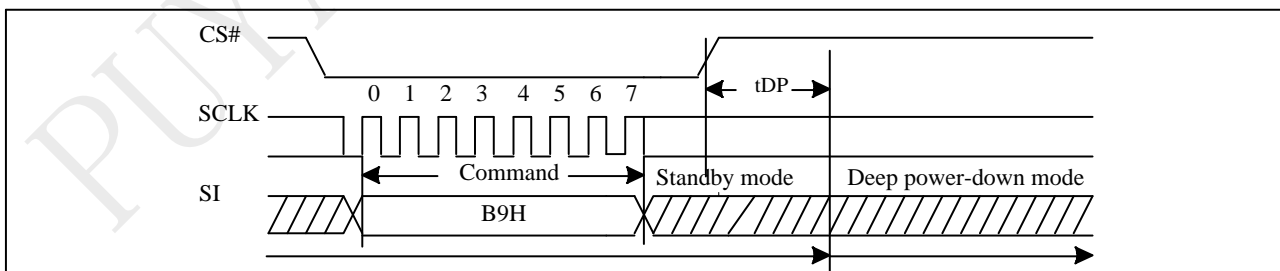 CS#
tDP
0 1 2 3 4 5 6 7
SCLK
Command
Standby mode
Deep power-down mode
SI
B9H
PUY